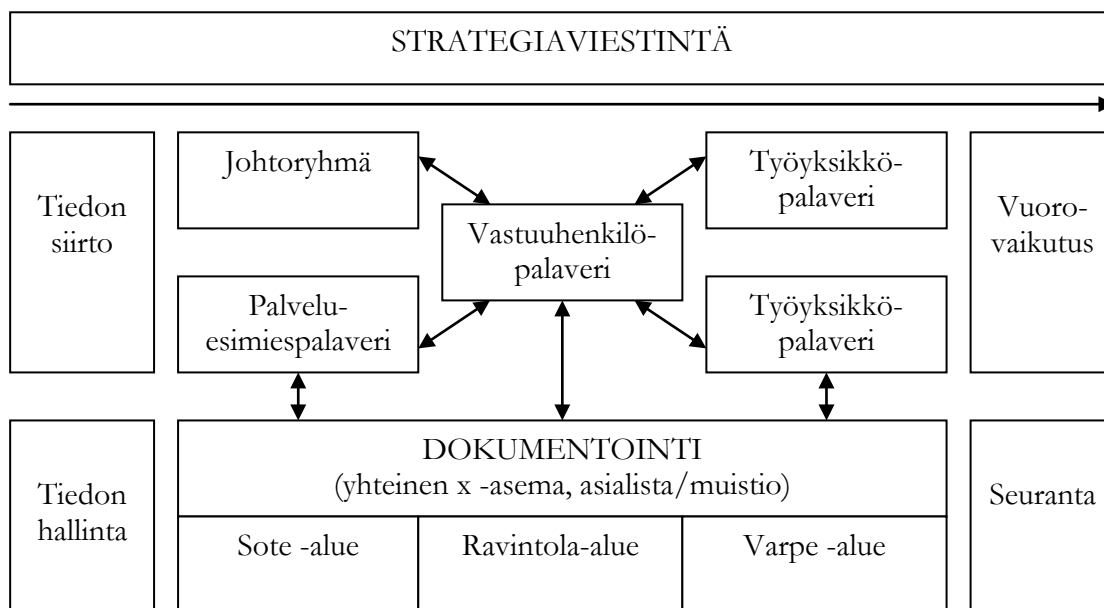 STRATEGIAVIESTINTÄ
Tiedon
siirto
Johtoryhmä
Palvelu-
esimiespalaveri
Vastuuhenkilö-
palaveri
Työyksikkö-
palaveri
Työyksikkö-
palaveri
Vuoro-
vaikutus
Tiedon
hallinta
DOKUMENTOINTI
(yhteinen x -asema, asialista/muistio)
Sote -alue
Ravintola-alue
Varpe -alue
Seuranta